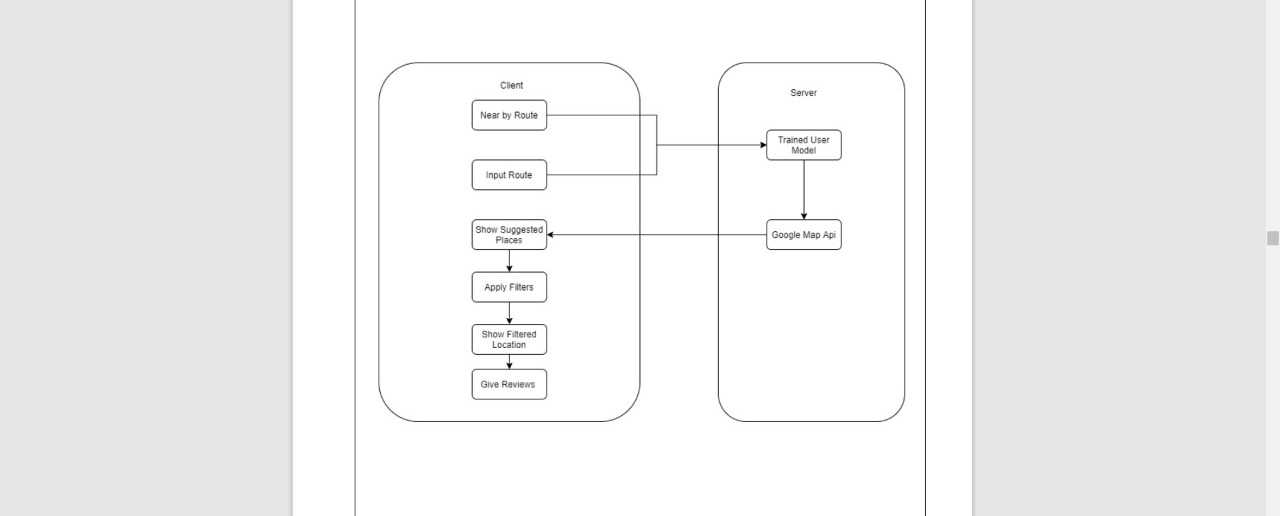 Client
Near by Route
Input Route
Show Suggested
Places
Apply Filters
Show Filtered
Location
Give Reviews
Server
Trained User
Model
Google Map Api